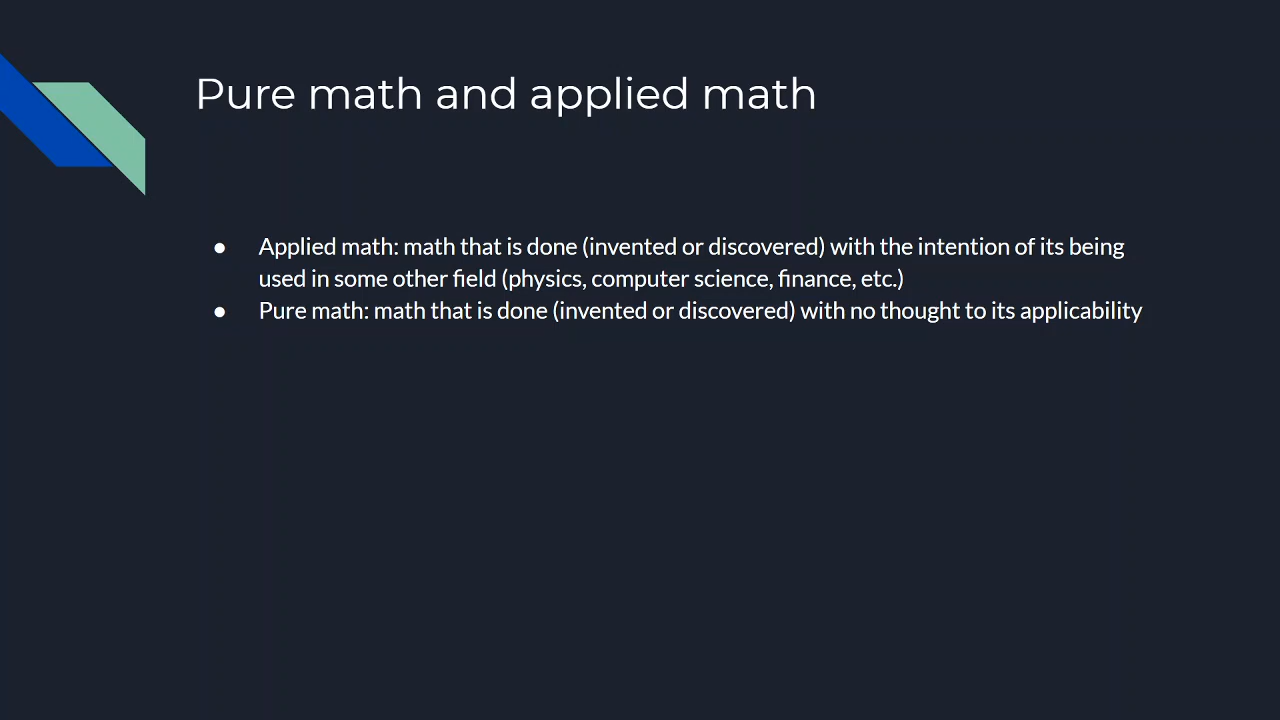 Pure math and applied math
● Applied math: math that is done (invented or discovered) with the intention of its being
used in some other field (physics, computer science, finance, etc.)
● Pure math: math that is done (invented or discovered) with no thought to its applicability